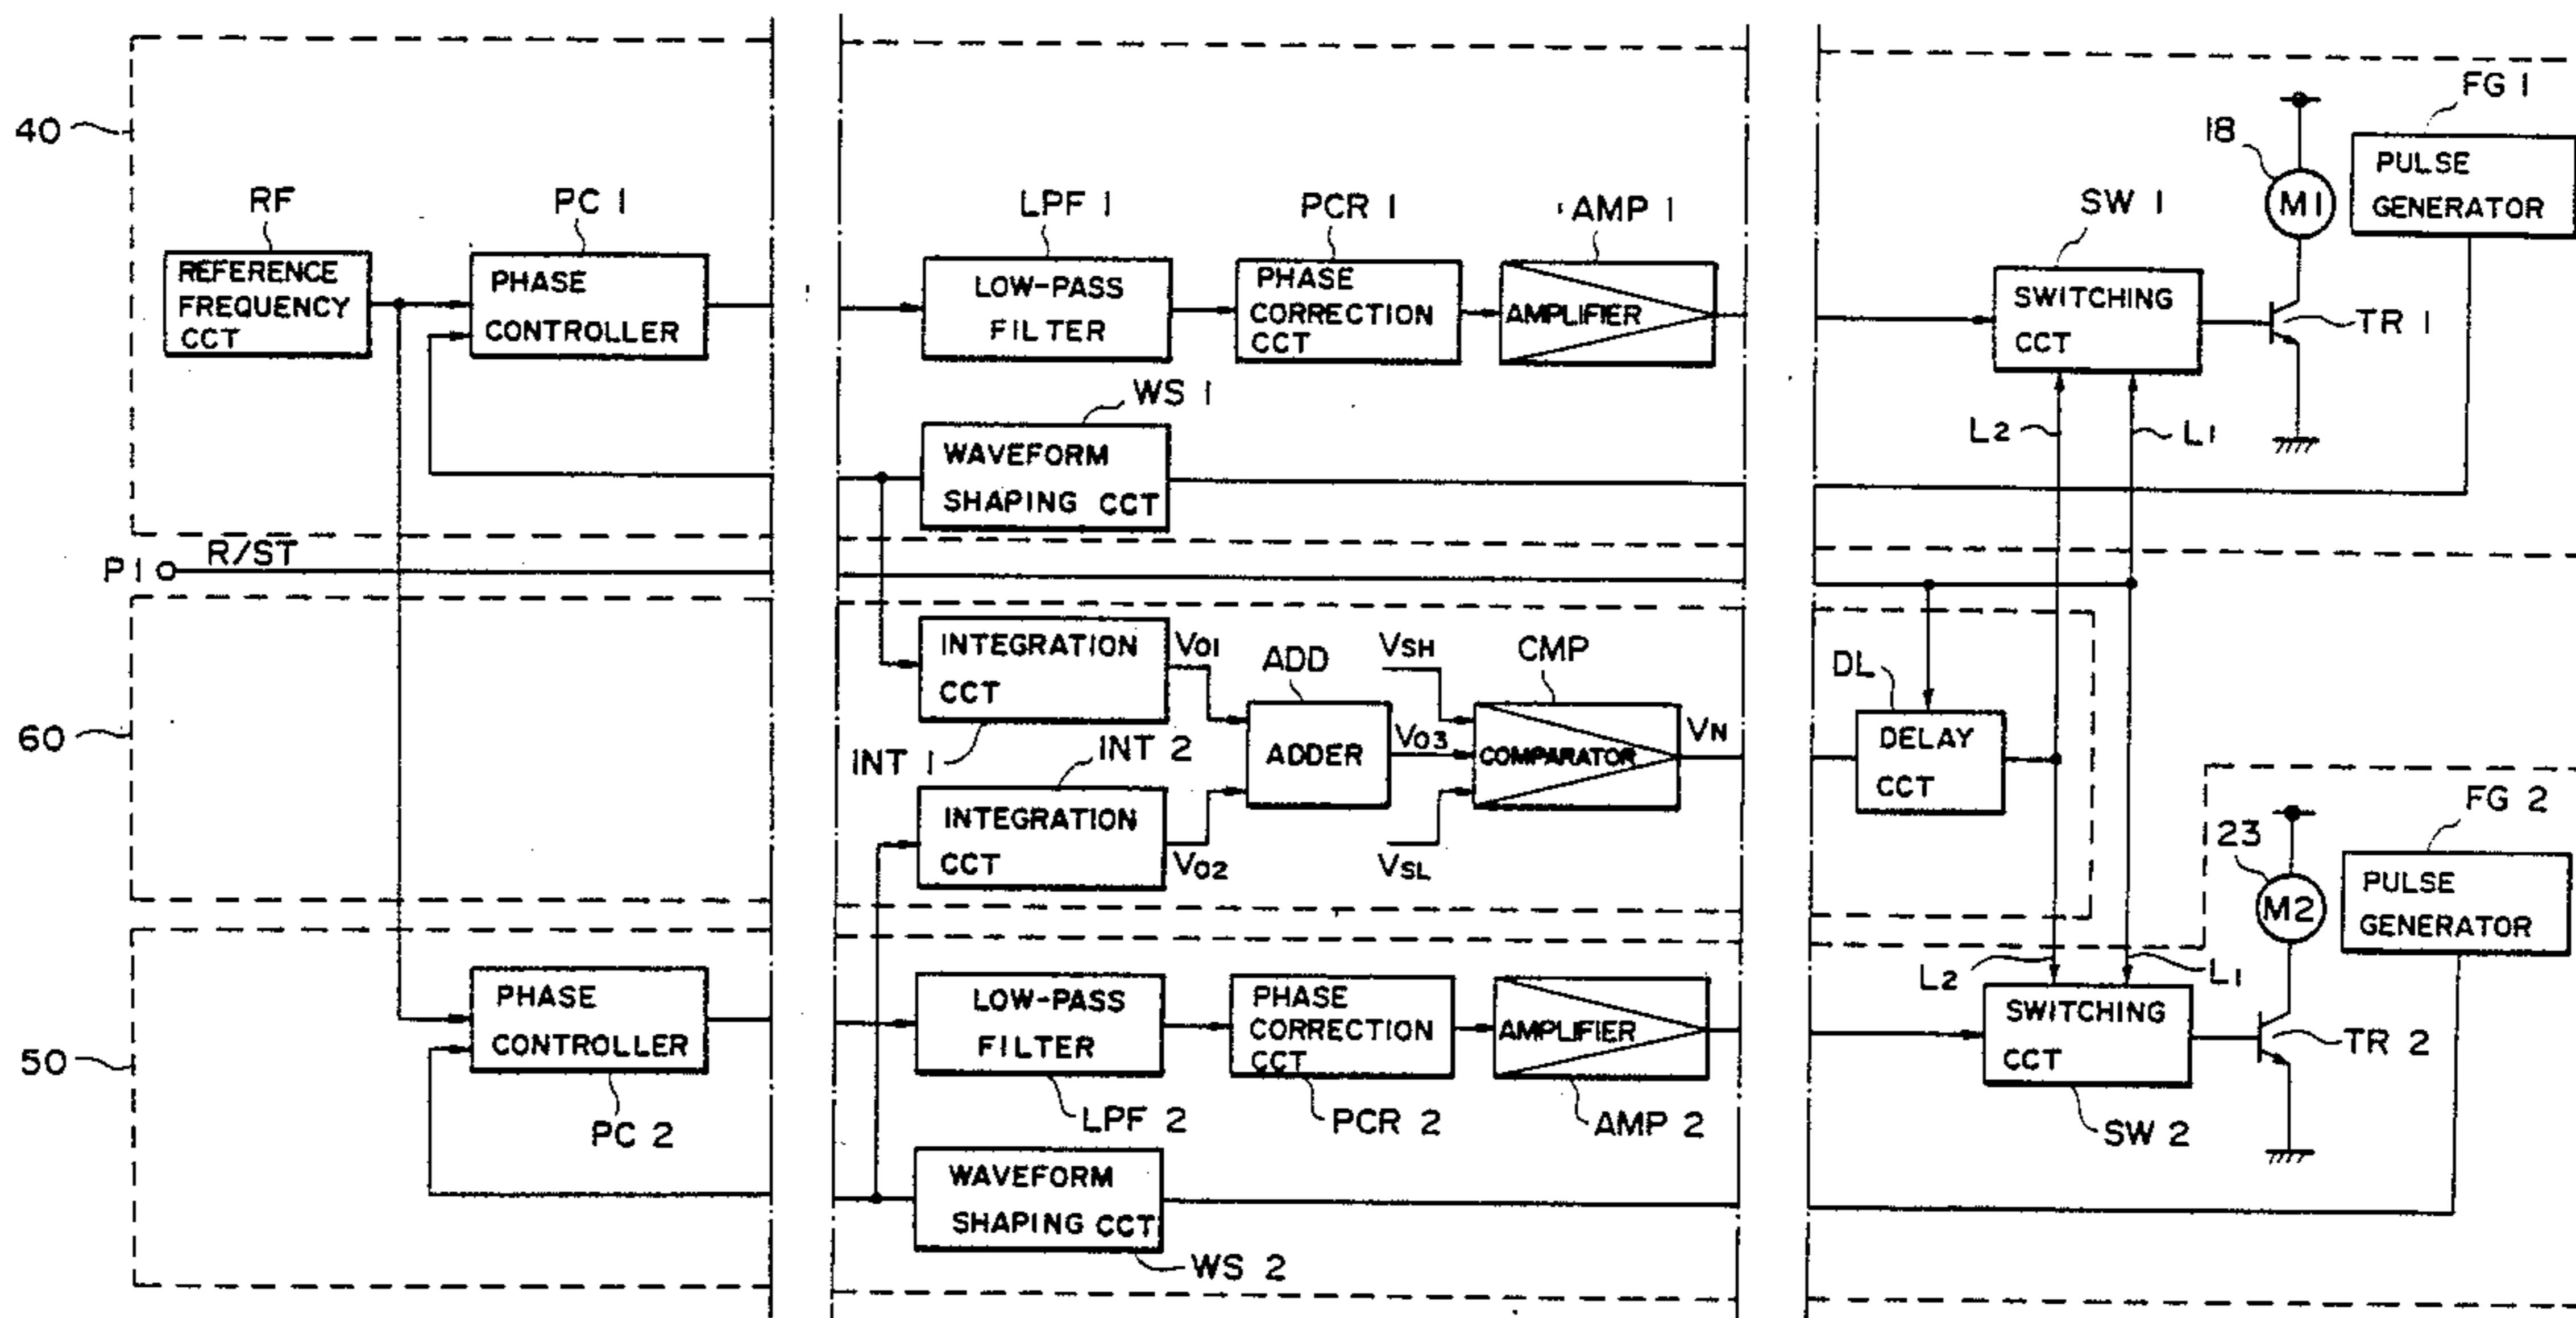 FG 1
40
18
PULSE
GENERATOR
M1
RF
PC 1
LPF 1
PCR 1
AMP 1
SW 1
REFERENCE
FREQUENCY
CCT
PHASE
CONTROLLER
LOW-PASS
FILTER
PHASE
CORRECTION
CCT
AMPLIFIER
SWITCHING
CCT
TR 1
WS 1
L2
L1
WAVEFORM
SHAPING CCT
P1
R/ST
INTEGRATION
CCT
VO1
ADD
VSH
CMP
DL
60
INT 1
INT 2
ADDER
VO3
COMPARATOR
VN
DELAY
CCT
FG 2
INTEGRATION
CCT
VO2
VSL
23
PULSE
GENERATOR
M2
L2
L1
50
PHASE
CONTROLLER
LOW-PASS
FILTER
PHASE
CORRECTION
CCT
AMPLIFIER
SWITCHING
CCT
TR 2
PC 2
LPF 2
PCR 2
AMP 2
SW 2
WAVEFORM
SHAPING CCT
WS 2